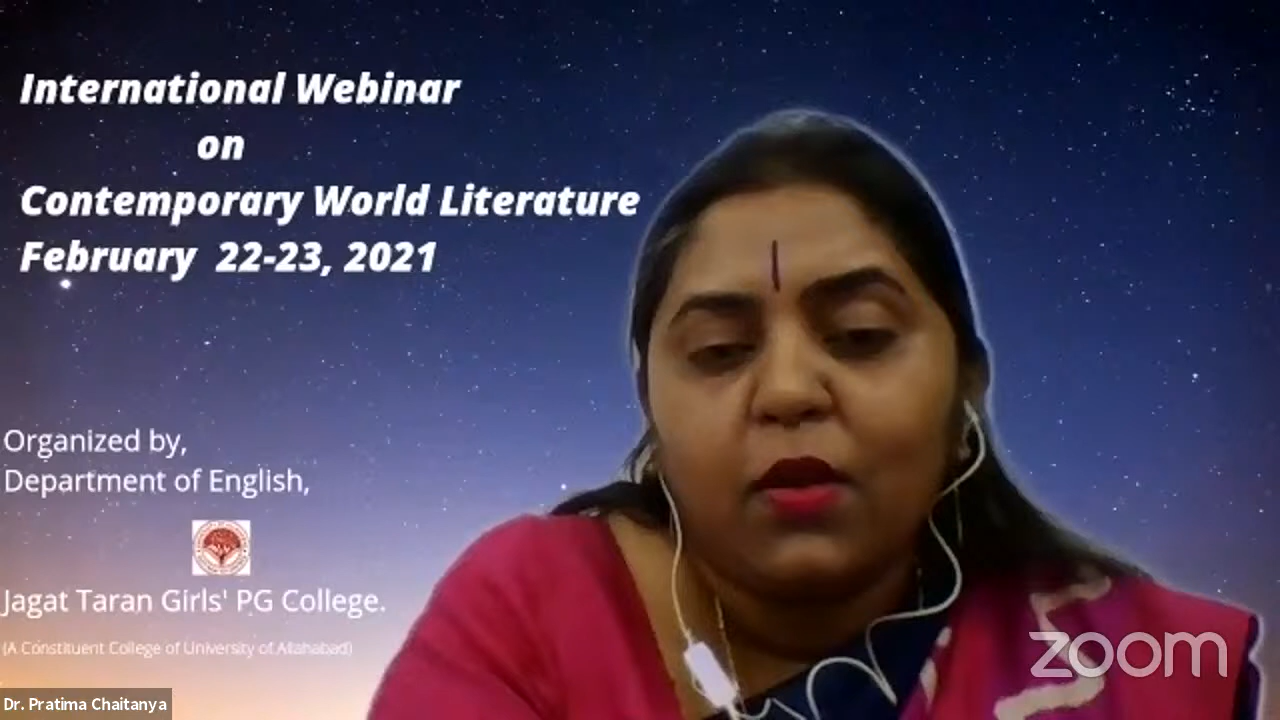 International Webinar
on
Contemporary World Literature
February 22-23, 2021
Organized by,
Department of English,
Jagat Taran Girls' PG College.
(A Constituent College of University of Allahabad)
Dr. Pratima Chaitanya
zoom